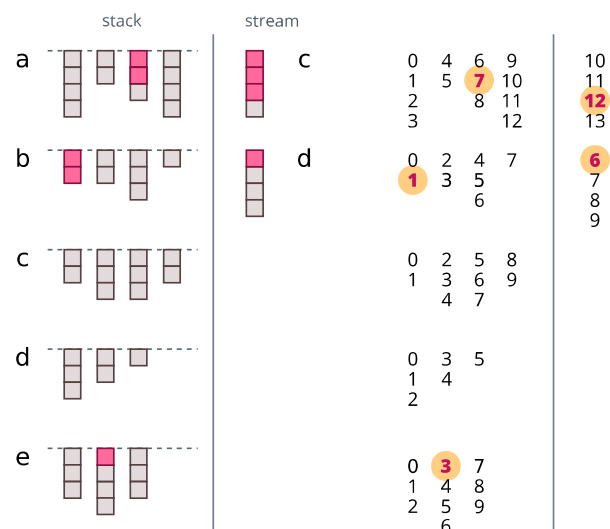 stack stream
a c 0 4 6 9 10
1 5 7 10 11
2 8 11 12
3 12 13
b d 0 2 4 7 6
1 3 5 7
6 8
9
c 0 2 5 8
1 3 6 9
4 7
d 0 3 5
1 4
2
e 0 3 7
1 4 8
2 5 9
6